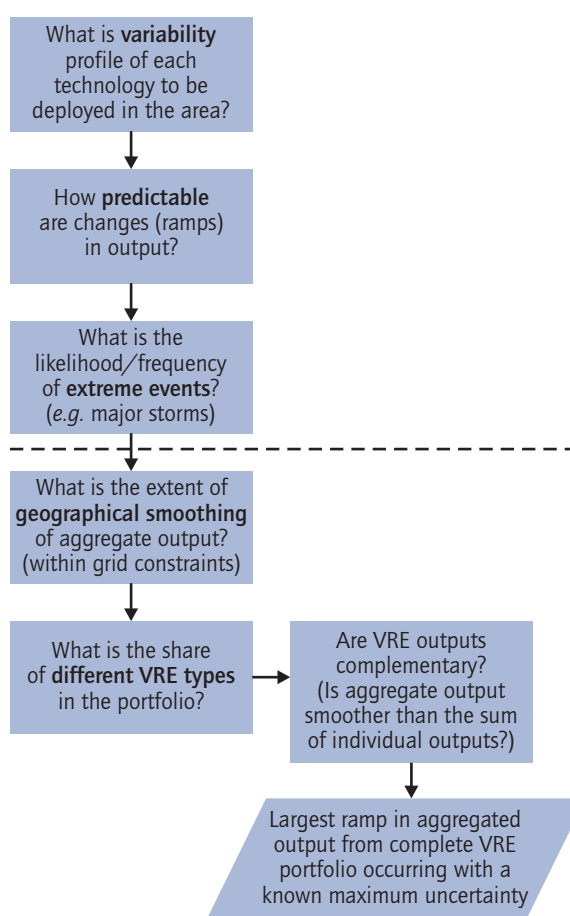 What is variability
profile of each
technology to be
deployed in the area?
How predictable
are changes (ramps)
in output?
What is the
likelihood/frequency
of extreme events?
(e.g. major storms)
What is the extent of
geographical smoothing
of aggregate output?
(within grid constraints)
What is the share
of different VRE types
in the portfolio?
Are VRE outputs
complementary?
(Is aggregate output
smoother than the sum
of individual outputs?)
Largest ramp in aggregated
output from complete VRE
portfolio occurring with a
known maximum uncertainty